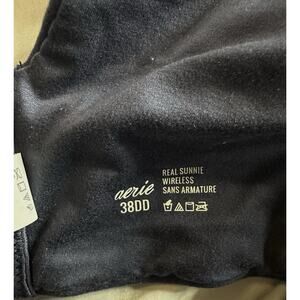 aerie
38DD
REAL SUNNIE
WIRELESS
SANS ARMATURE